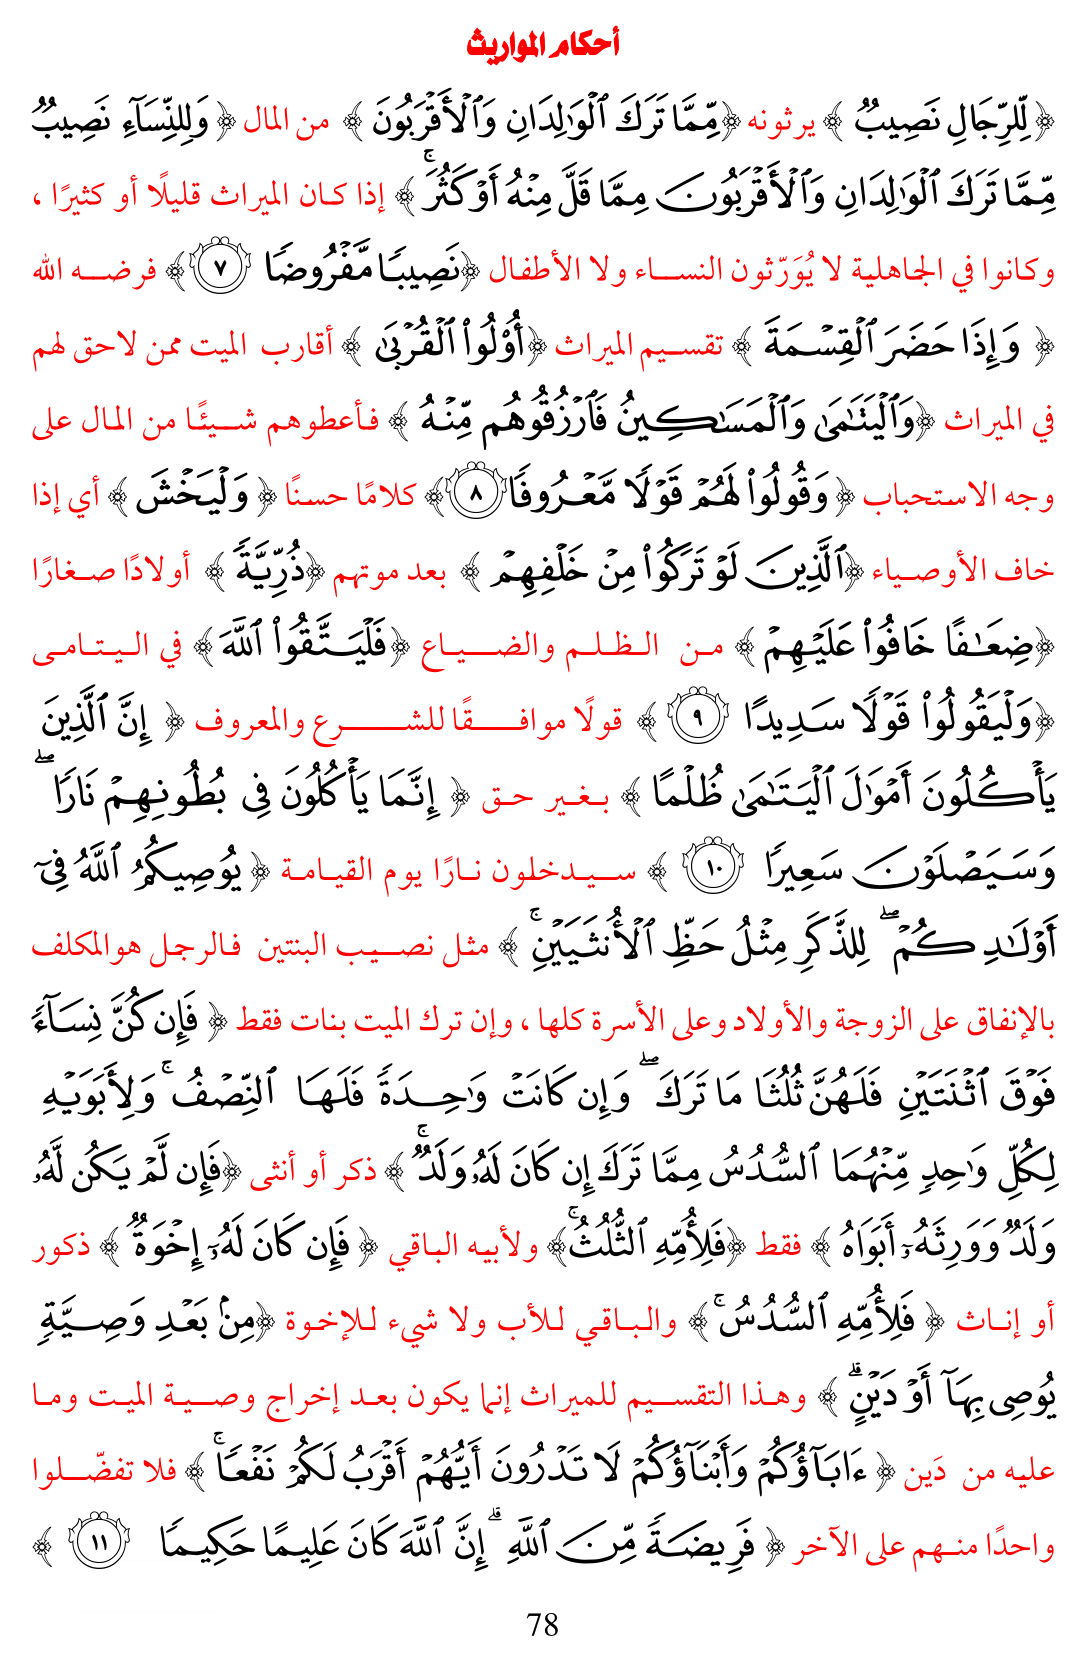 أحكام المواريث
﴿ لِّلرِّجَالِ نَصِيبٌ ﴾ يرثونه ﴿مِّمَّا تَرَكَ ٱلْوَٰلِدَانِ وَٱلْأَقْرَبُونَ ﴾ من المال ﴿ وَلِلنِّسَآءِ نَصِيبٌ
مِّمَّا تَرَكَ ٱلْوَٰلِدَانِ وَٱلْأَقْرَبُونَ مِمَّا قَلَّ مِنْهُ أَوْ كَثُرَ ۚ ﴾ إذا كان الميراث قليلًا أو كثيرًا ،
وكانوا في الجاهلية لا يُوَرّثون النساء ولا الأطفال ﴿نَصِيبًا مَّفْرُوضًا ٧﴾ فرضه الله
﴿ وَإِذَا حَضَرَ ٱلْقِسْمَةَ ﴾ تقسيم الميراث ﴿أُو۟لُوا۟ ٱلْقُرْبَىٰ ﴾ أقارب الميت ممن لاحق لهم
في الميراث ﴿وَٱلْيَتَٰمَىٰ وَٱلْمَسَٰكِينُ فَٱرْزُقُوهُم مِّنْهُ ﴾ فأعطوهم شيئًا من المال على
وجه الاستحباب ﴿ وَقُولُوا۟ لَهُمْ قَوْلًا مَّعْرُوفًا ٨﴾ كلامًا حسنًا ﴿ وَلْيَخْشَ ﴾ أي إذا
خاف الأوصياء ﴿ٱلَّذِينَ لَوْ تَرَكُوا۟ مِنْ خَلْفِهِمْ ﴾ بعد موتهم ﴿ذُرِّيَّةً ﴾ أولادًا صغارًا
﴿ضِعَٰفًا خَافُوا۟ عَلَيْهِمْ ﴾ من الظلم والضياع ﴿فَلْيَتَّقُوا۟ ٱللَّهَ ﴾ في اليتامى
﴿وَلْيَقُولُوا۟ قَوْلًا سَدِيدًا ٩ ﴾ قولًا موافقًا للشرع والمعروف ﴿ إِنَّ ٱلَّذِينَ
يَأْكُلُونَ أَمْوَٰلَ ٱلْيَتَٰمَىٰ ظُلْمًا ﴾ بغير حق ﴿ إِنَّمَا يَأْكُلُونَ فِى بُطُونِهِمْ نَارًا ۖ
وَسَيَصْلَوْنَ سَعِيرًا ١٠ ﴾ سيدخلون نارًا يوم القيامة ﴿ يُوصِيكُمُ ٱللَّهُ فِىٓ
أَوْلَٰدِكُمْ ۖ لِلذَّكَرِ مِثْلُ حَظِّ ٱلْأُنثَيَيْنِ ۚ ﴾ مثل نصيب البنتين فالرجل هوالمكلف
بالإنفاق على الزوجة والأولاد وعلى الأسرة كلها ، وإن ترك الميت بنات فقط ﴿ فَإِن كُنَّ نِسَآءً
فَوْقَ ٱثْنَتَيْنِ فَلَهُنَّ ثُلُثَا مَا تَرَكَ ۖ وَإِن كَانَتْ وَٰحِدَةً فَلَهَا ٱلنِّصْفُ ۚ وَلِأَبَوَيْهِ
لِكُلِّ وَٰحِدٍ مِّنْهُمَا ٱلسُّدُسُ مِمَّا تَرَكَ إِن كَانَ لَهُۥ وَلَدٌ ۚ ﴾ ذكر أو أنثى ﴿فَإِن لَّمْ يَكُن لَّهُۥ
وَلَدٌ وَوَرِثَهُۥٓ أَبَوَاهُ ﴾ فقط ﴿فَلِأُمِّهِ ٱلثُّلُثُ ۚ﴾ ولأبيه الباقي ﴿ فَإِن كَانَ لَهُۥٓ إِخْوَةٌ ﴾ ذكور
أو إناث ﴿ فَلِأُمِّهِ ٱلسُّدُسُ ۚ ﴾ والباقي للأب ولا شيء للإخوة ﴿مِنۢ بَعْدِ وَصِيَّةٍ
يُوصِى بِهَآ أَوْ دَيْنٍ ۗ ﴾ وهذا التقسيم للميراث إنما يكون بعد إخراج وصية الميت وما
عليه من دَين ﴿ ءَابَآؤُكُمْ وَأَبْنَآؤُكُمْ لَا تَدْرُونَ أَيُّهُمْ أَقْرَبُ لَكُمْ نَفْعًا ۚ ﴾ فلا تفضّلوا
واحدًا منهم على الآخر ﴿ فَرِيضَةً مِّنَ ٱللَّهِ ۗ إِنَّ ٱللَّهَ كَانَ عَلِيمًا حَكِيمًا ١١ ﴾
78